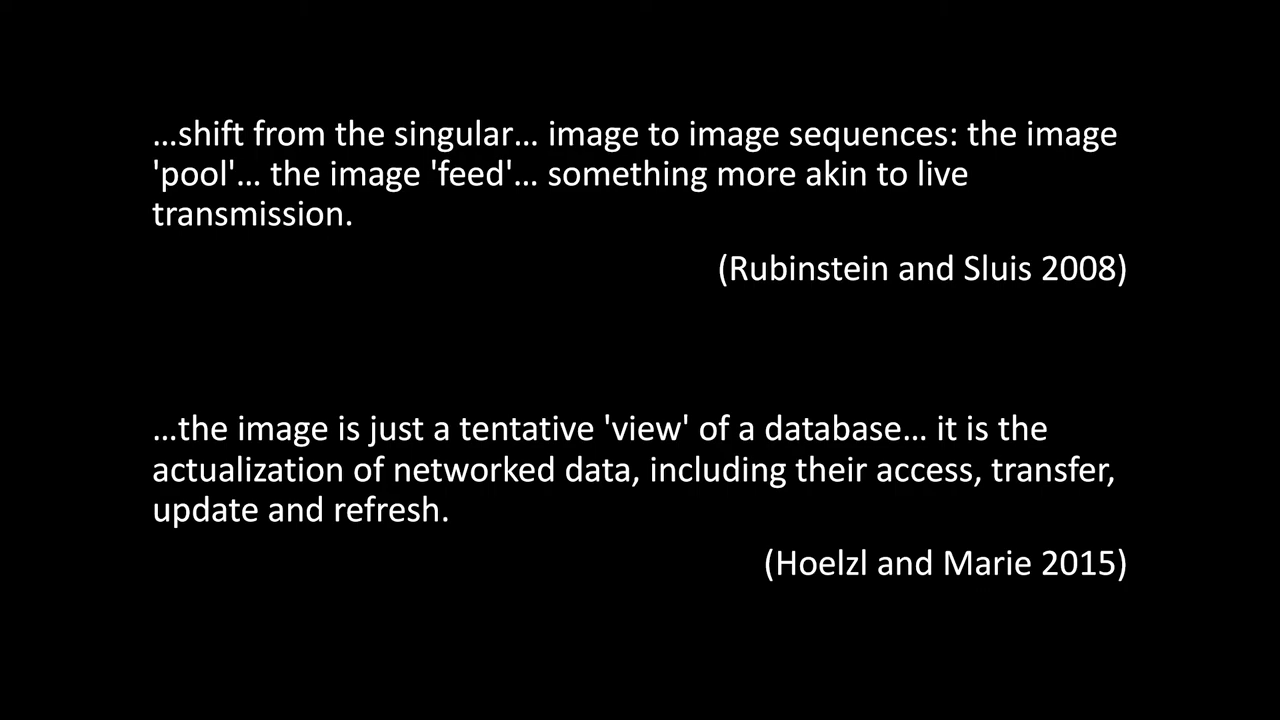 …shift from the singular… image to image sequences: the image
'pool'… the image 'feed'… something more akin to live
transmission.
(Rubinstein and Sluis 2008)
…the image is just a tentative 'view' of a database… it is the
actualization of networked data, including their access, transfer,
update and refresh.
(Hoelzl and Marie 2015)